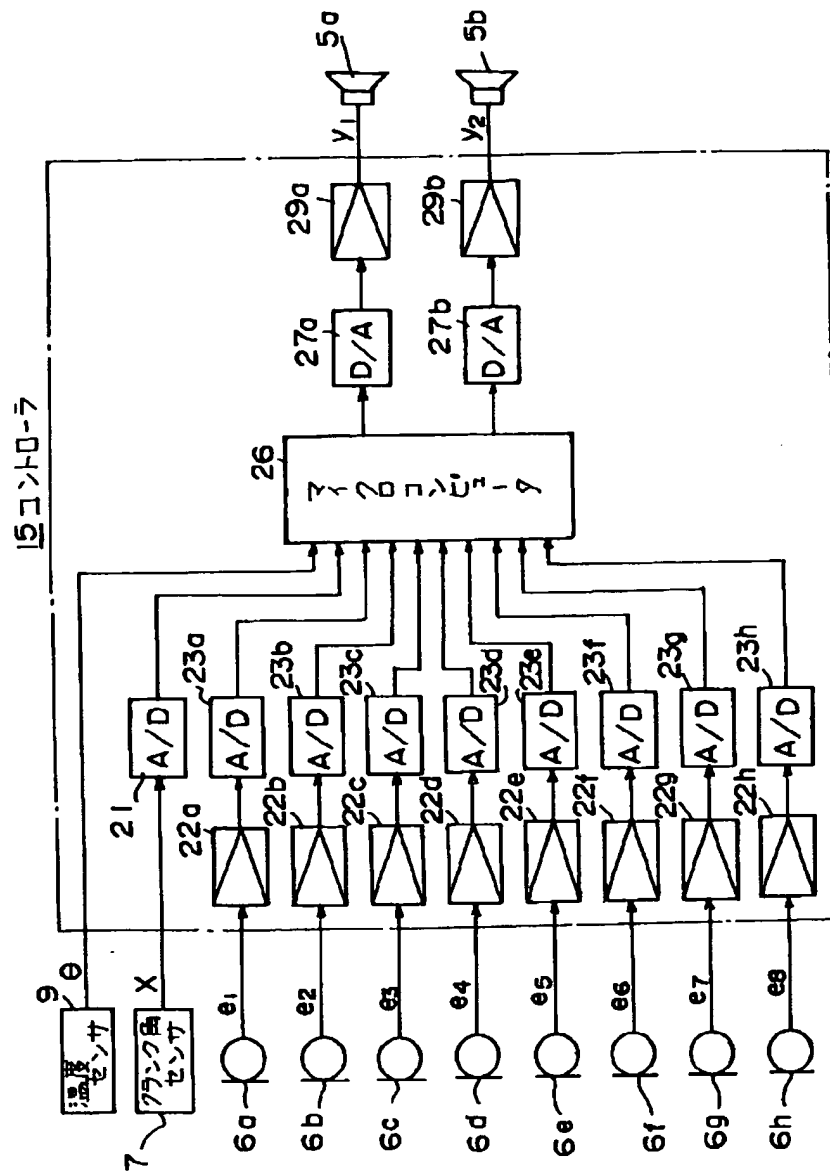 15 コントローラ
9
温度
センサ
θ
7
クランク角
センサ
X
21
A/D
6a
e1
22a
23a
A/D
6b
e2
22b
23b
A/D
6c
e3
22c
23c
A/D
6d
e4
22d
23d
A/D
6e
e5
22e
23e
A/D
6f
e6
22f
23f
A/D
6g
e7
22g
23g
A/D
6h
e8
22h
23h
A/D
26
マイクロコンピュータ
27a
D/A
29a
y1
5a
27b
D/A
29b
y2
5b